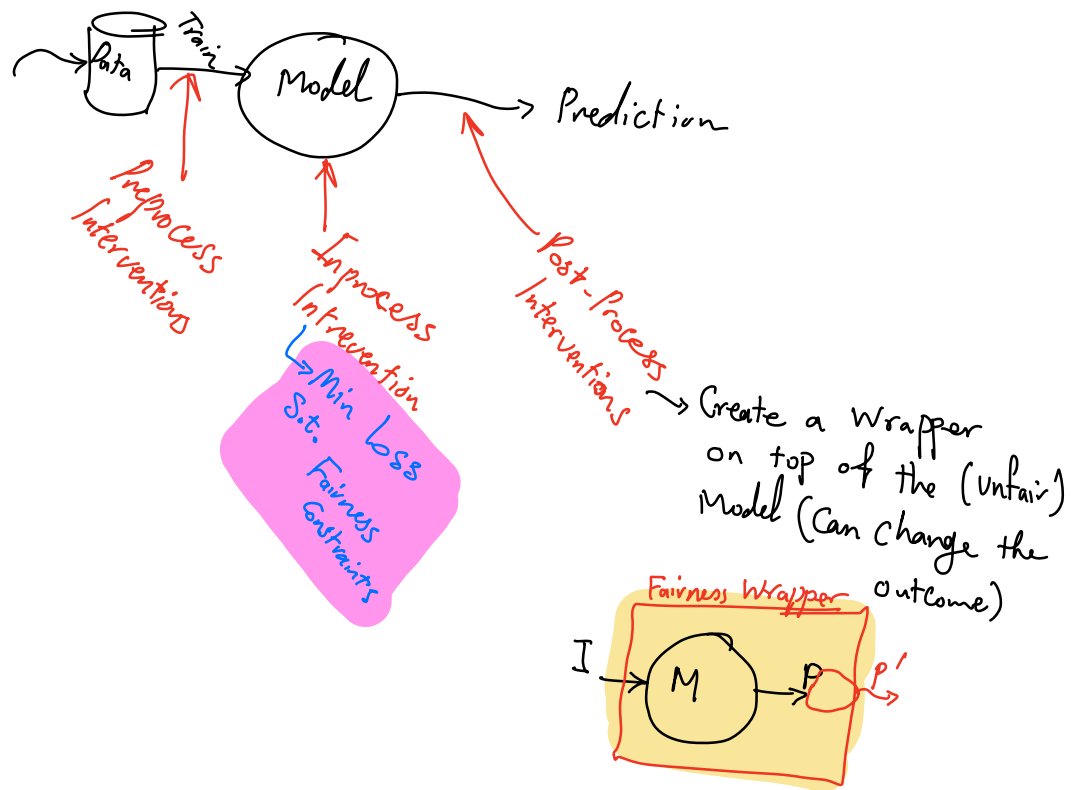 Data
Train
Model
Prediction
Preprocess
Interventions
Inprocess
Intrevention
Post-Process
Interventions
Min Loss
S.t.
Fairness
Constraints
Create a Wrapper
on top of the (unfair)
Model (Can change the
outcome)
Fairness Wrapper
I
M
P
P'